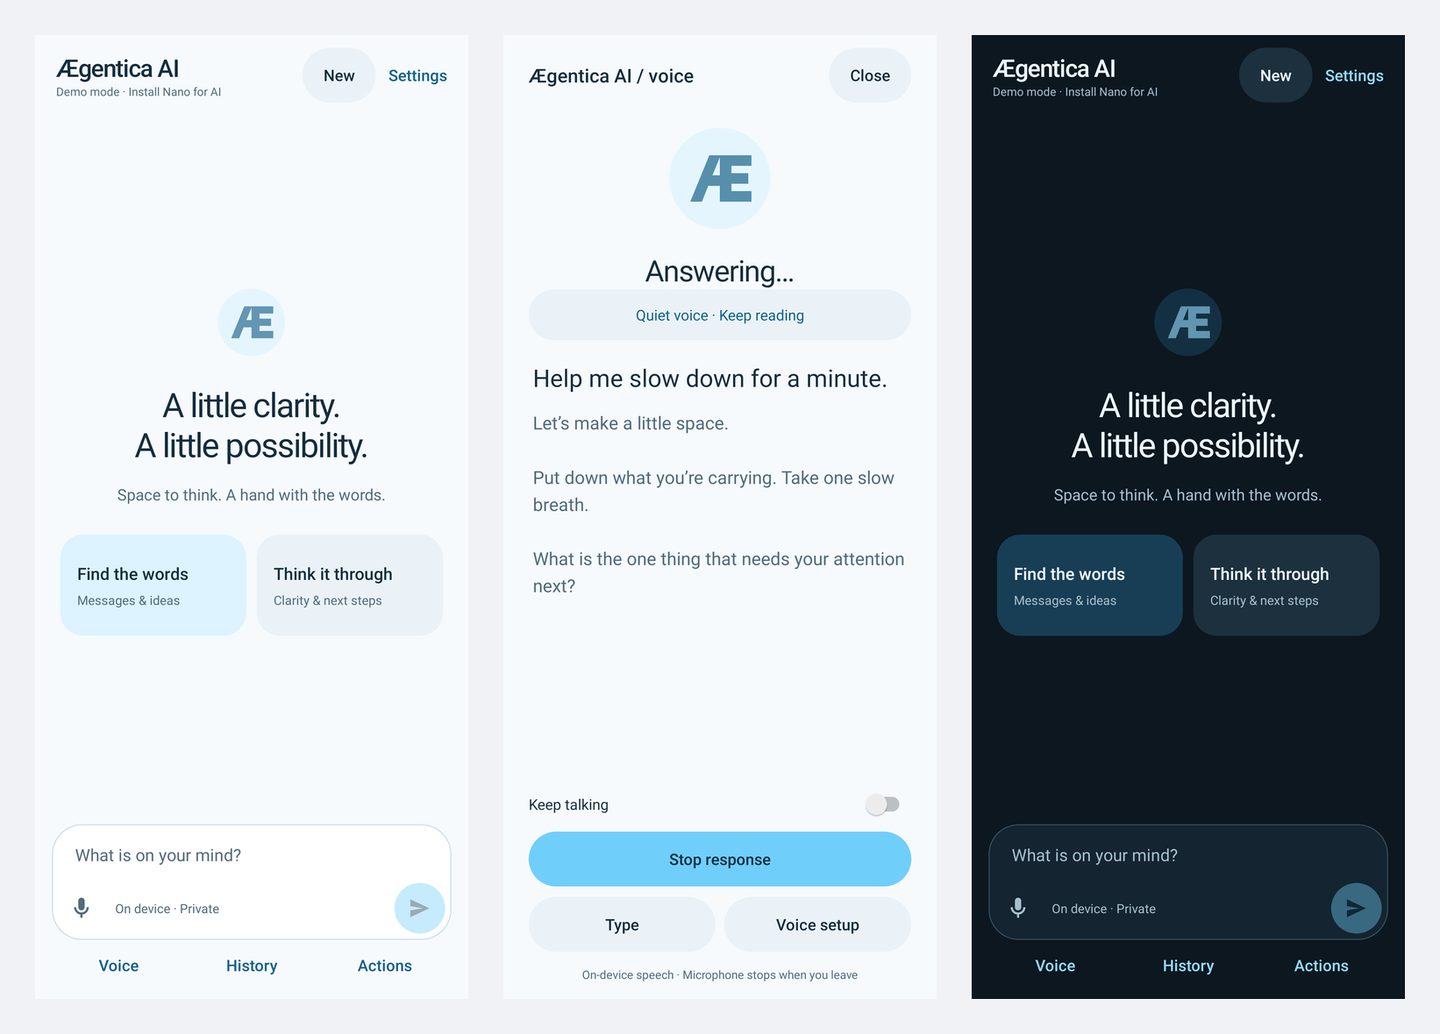 Ægentica AI
New
Settings
Demo mode · Install Nano for AI
Æ
A little clarity.
A little possibility.
Space to think. A hand with the words.
Find the words
Messages & ideas
Think it through
Clarity & next steps
What is on your mind?
On device · Private
Voice
History
Actions
Ægentica AI / voice
Close
Æ
Answering...
Quiet voice · Keep reading
Help me slow down for a minute.
Let’s make a little space.
Put down what you’re carrying. Take one slow
breath.
What is the one thing that needs your attention
next?
Keep talking
Stop response
Type
Voice setup
On-device speech · Microphone stops when you leave
Ægentica AI
New
Settings
Demo mode · Install Nano for AI
Æ
A little clarity.
A little possibility.
Space to think. A hand with the words.
Find the words
Messages & ideas
Think it through
Clarity & next steps
What is on your mind?
On device · Private
Voice
History
Actions